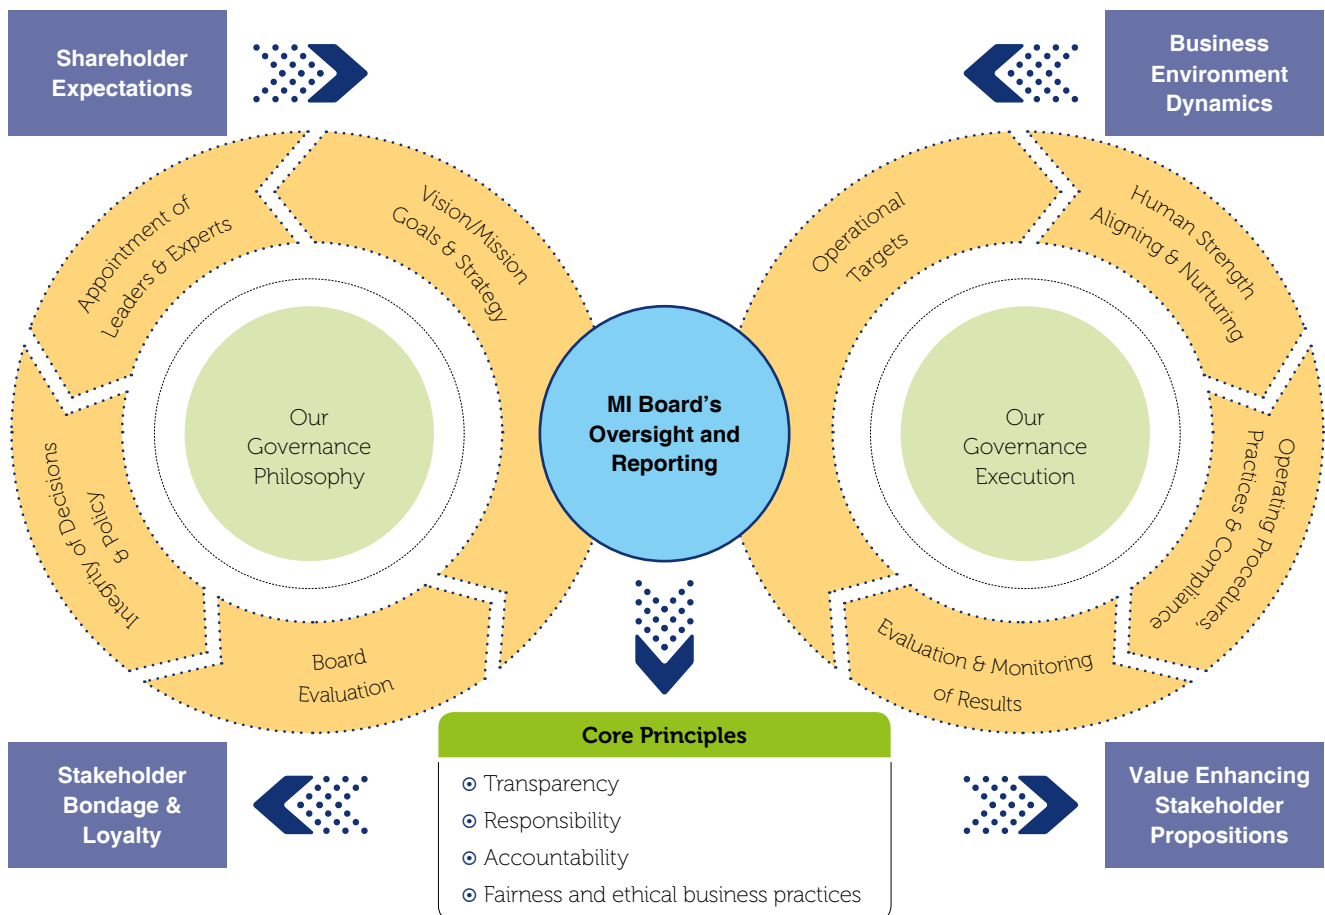 Shareholder
Expectations
Business
Environment
Dynamics
Appointment of
Leaders & Experts
Vision/Mission
Goals & Strategy
Operational
Targets
Human Strength
Aligning & Nurturing
Our
Governance
Philosophy
MI Board's
Oversight and
Reporting
Our
Governance
Execution
Integrity of Decisions
& Policy
Operating Procedures,
Practices & Compliance
Board
Evaluation
Evaluation & Monitoring
of Results
Core Principles
Transparency
Responsibility
Accountability
Fairness and ethical business practices
Stakeholder
Bondage &
Loyalty
Value Enhancing
Stakeholder
Propositions